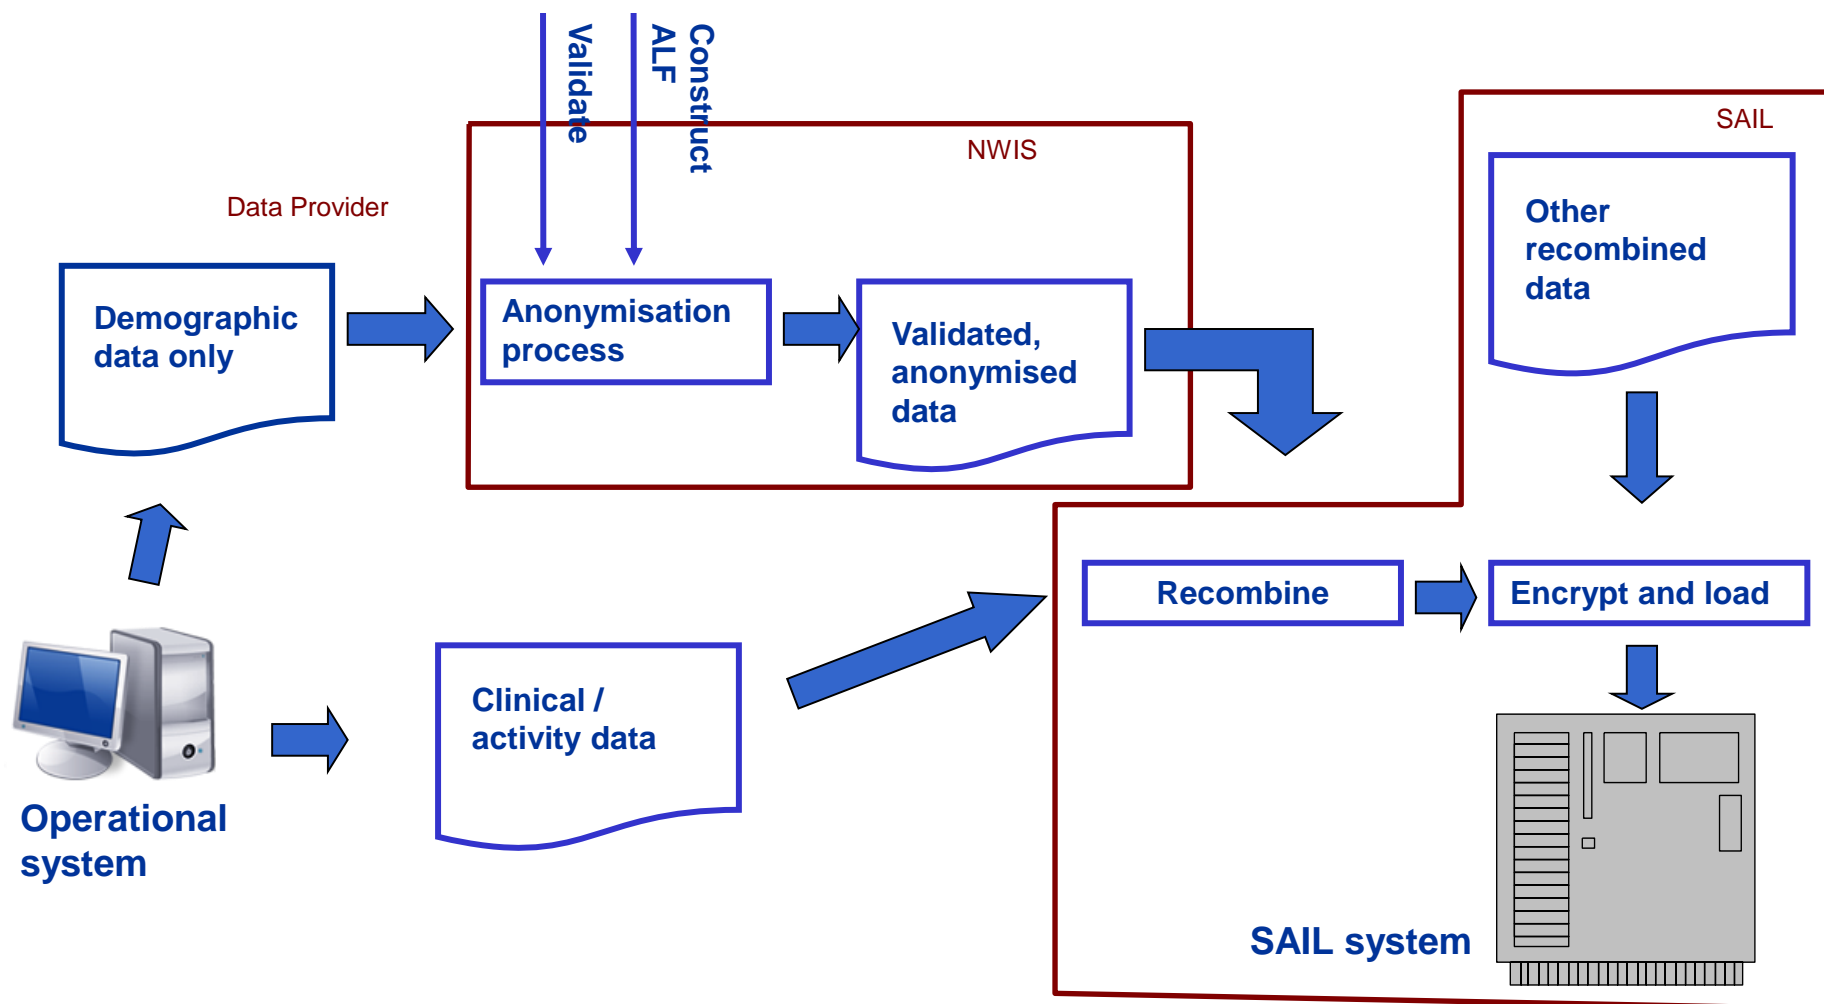 Validate
Construct
ALF
NWIS
SAIL
Data Provider
Other
recombined
data
Demographic
data only
Anonymisation
process
Validated,
anonymised
data
Recombine
Encrypt and load
Clinical /
activity data
Operational
system
SAIL system